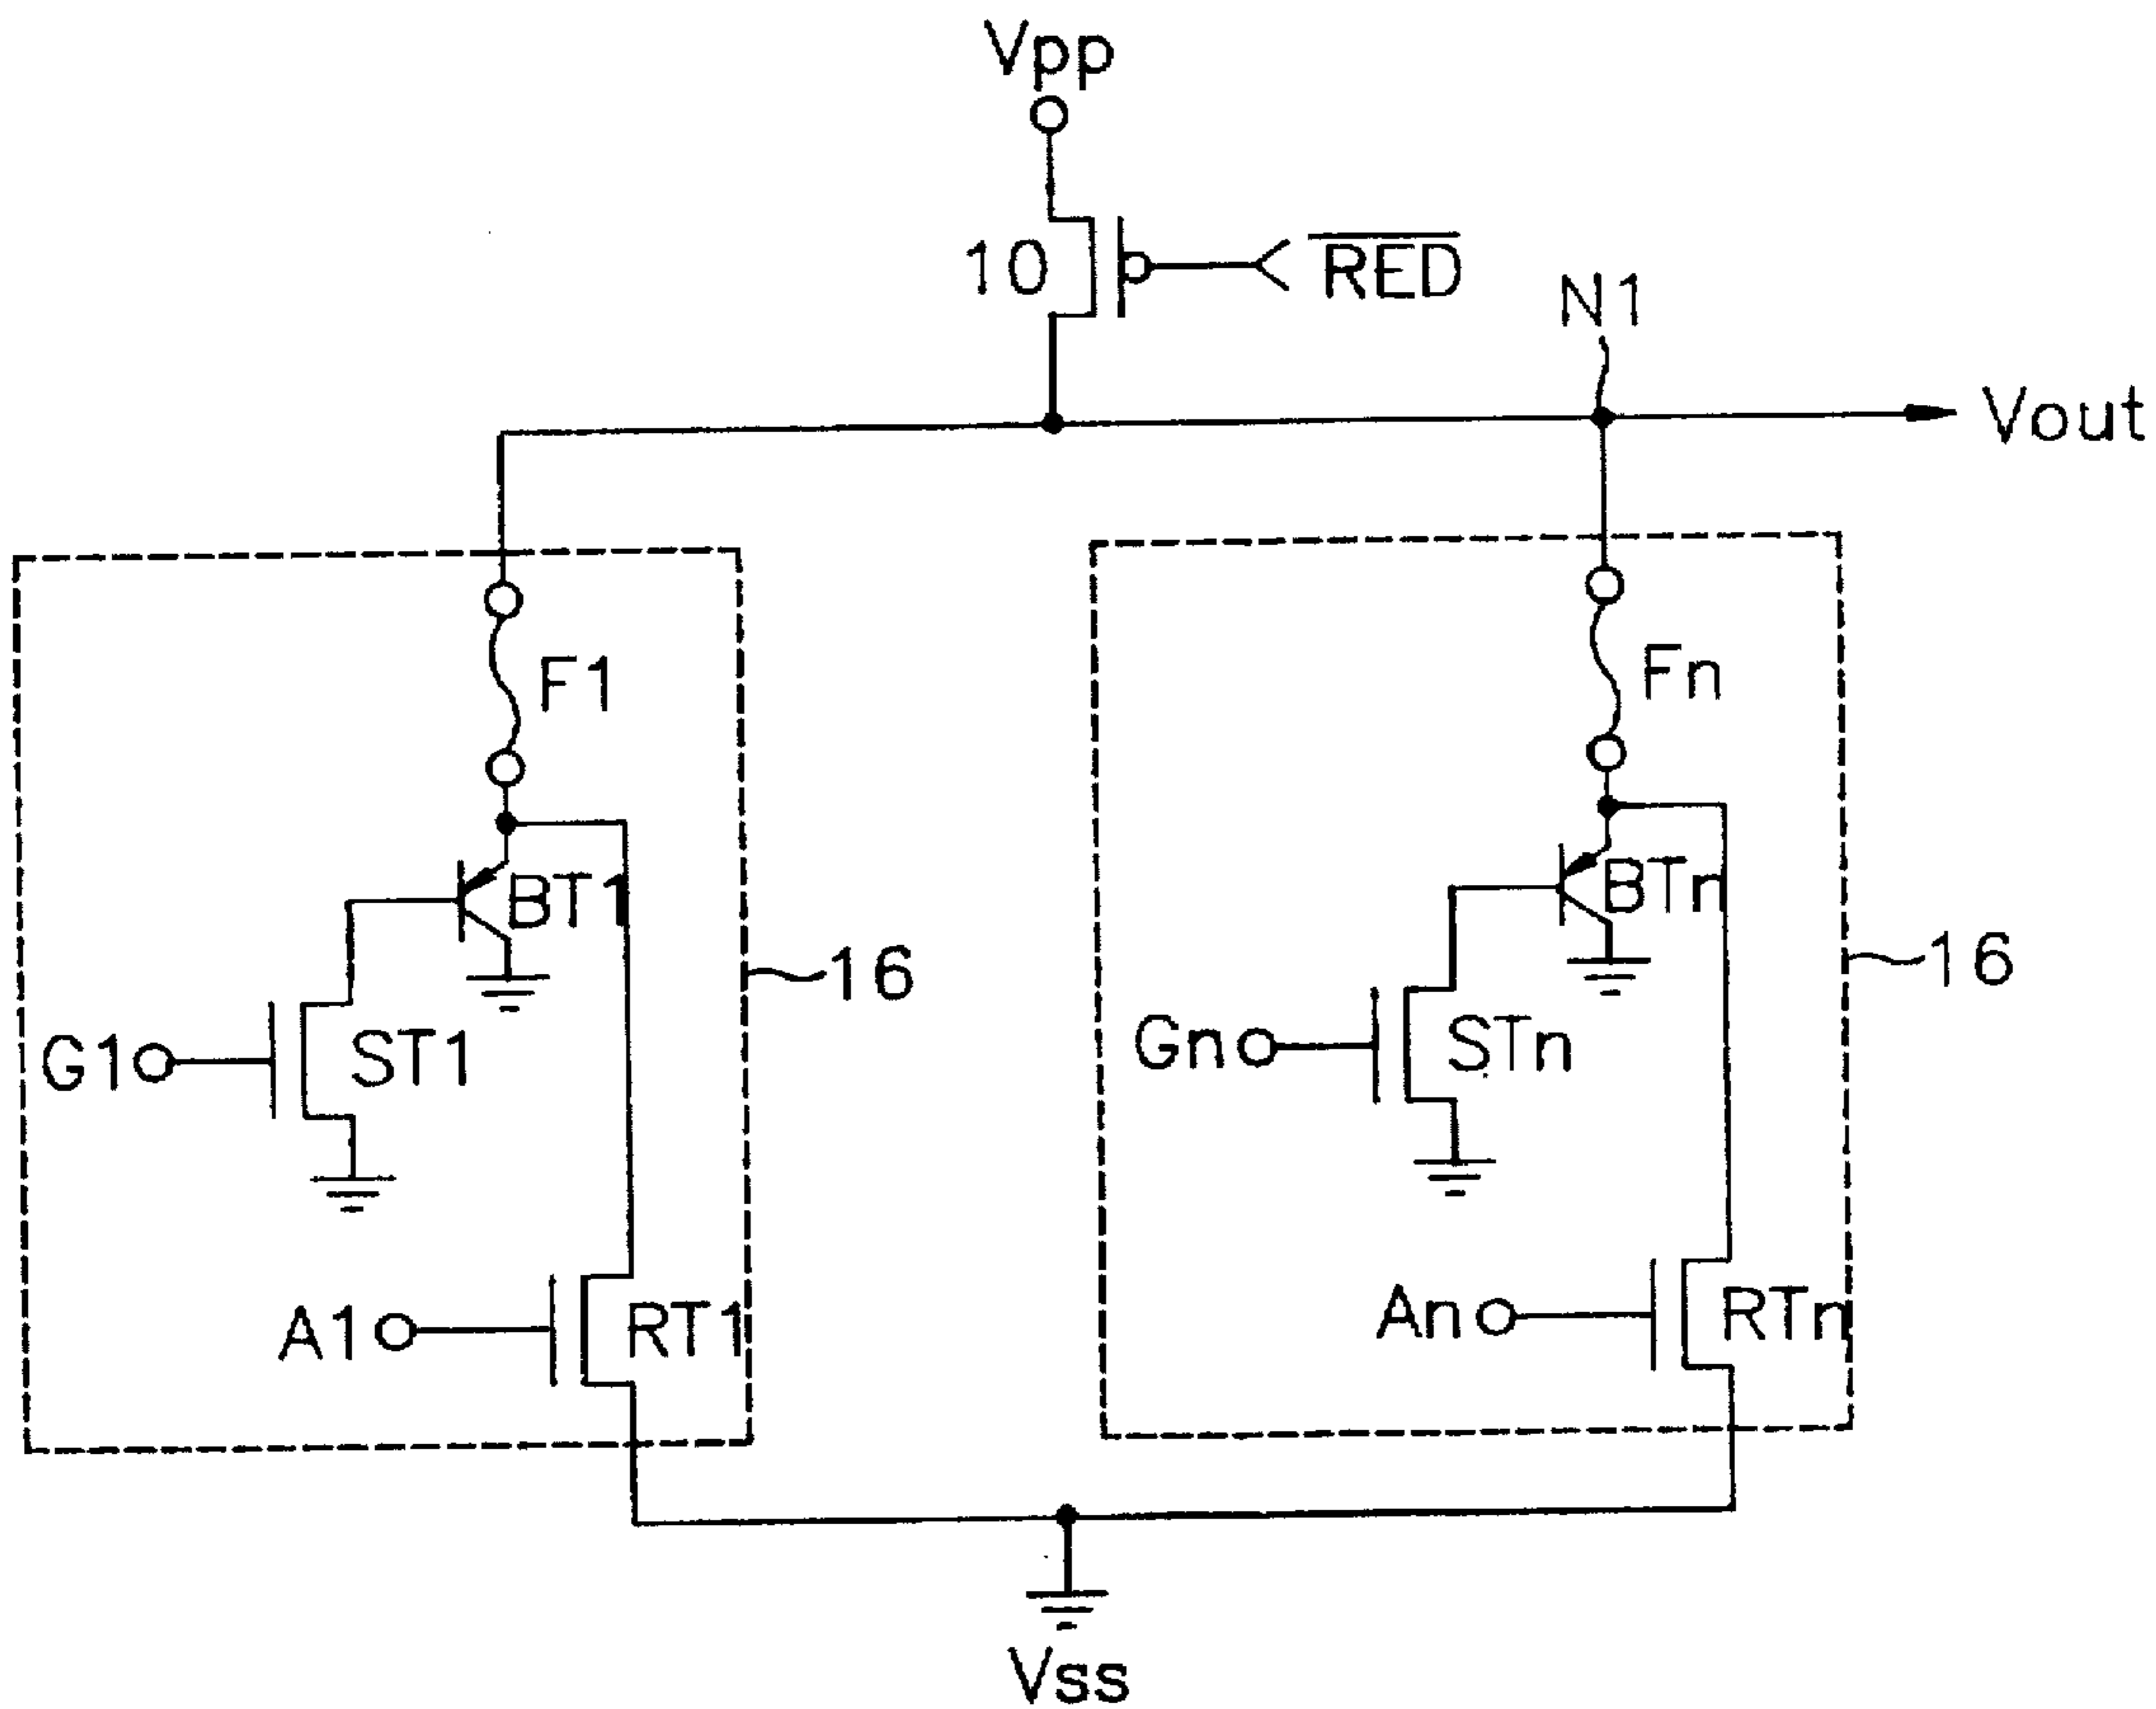 Vpp
10
RED
N1
Vout
F1
Fn
BT1
BTn
16
16
G1
ST1
Gn
STn
A1
RT1
An
RTn
Vss